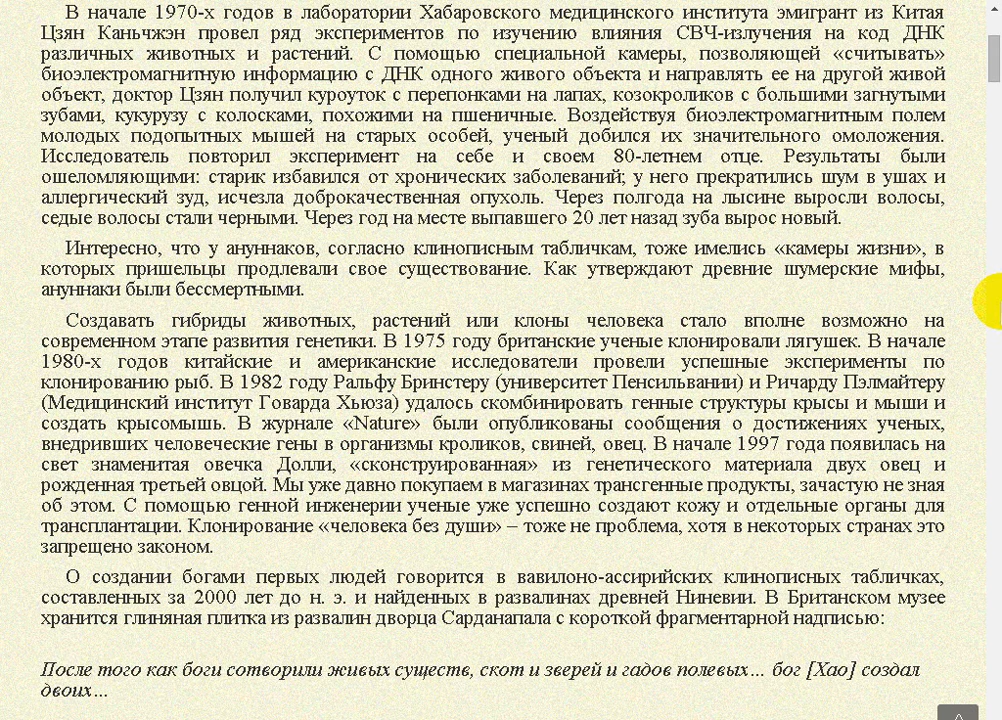 В начале 1970-х годов в лаборатории Хабаровского медицинского института эмигрант из Китая
Цзян Каньчжэн провел ряд экспериментов по изучению влияния СВЧ-излучения на код ДНК
различных животных и растений. С помощью специальной камеры, позволяющей «считывать»
биоэлектромагнитную информацию с ДНК одного живого объекта и направлять ее на другой живой
объект, доктор Цзян получил куроуток с перепонками на лапах, козокроликов с большими загнутыми
зубами, кукурузу с колосками, похожими на пшеничные. Воздействуя биоэлектромагнитным полем
молодых подопытных мышей на старых особей, ученый добился их значительного омоложения.
Исследователь повторил эксперимент на себе и своем 80-летнем отце. Результаты были
ошеломляющими: старик избавился от хронических заболеваний; у него прекратились шум в ушах и
аллергический зуд, исчезла доброкачественная опухоль. Через полгода на лысине выросли волосы,
седые волосы стали черными. Через год на месте выпавшего 20 лет назад зуба вырос новый.
Интересно, что у ануннаков, согласно клинописным табличкам, тоже имелись «камеры жизни», в
которых пришельцы продлевали свое существование. Как утверждают древние шумерские мифы,
ануннаки были бессмертными.
Создавать гибриды животных, растений или клоны человека стало вполне возможно на
современном этапе развития генетики. В 1975 году британские ученые клонировали лягушек. В начале
1980-х годов китайские и американские исследователи провели успешные эксперименты по
клонированию рыб. В 1982 году Ральфу Бринстеру (университет Пенсильвании) и Ричарду Пэлмайтеру
(Медицинский институт Говарда Хьюза) удалось скомбинировать генные структуры крысы и мыши и
создать крысомышь. В журнале «Nature» были опубликованы сообщения о достижениях ученых,
внедривших человеческие гены в организмы кроликов, свиней, овец. В начале 1997 года появилась на
свет знаменитая овечка Долли, «сконструированная» из генетического материала двух овец и
рожденная третьей овцой. Мы уже давно покупаем в магазинах трансгенные продукты, зачастую не зная
об этом. С помощью генной инженерии ученые уже успешно создают кожу и отдельные органы для
трансплантации. Клонирование «человека без души» – тоже не проблема, хотя в некоторых странах это
запрещено законом.
О создании богами первых людей говорится в вавилоно-ассирийских клинописных табличках,
составленных за 2000 лет до н. э. и найденных в развалинах древней Ниневии. В Британском музее
хранится глиняная плитка из развалин дворца Сарданапала с короткой фрагментарной надписью:
После того как боги сотворили живых существ, скот и зверей и гадов полевых… бог [Хао] создал
двоих…